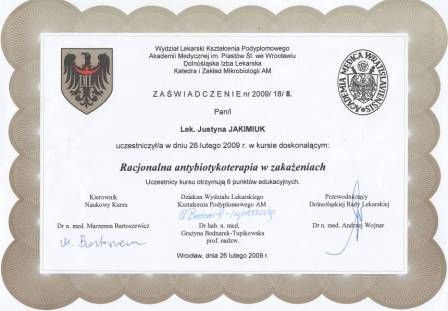 Wydział Lekarski Kształcenia Podyplomowego
Akademii Medycznej im. Piastów Śl. we Wrocławiu
Dolnośląska Izba Lekarska
Katedra i Zakład Mikrobiologii AM
AKADEMIA MEDICA WRATISLAVIENSIS
ZAŚWIADCZENIE nr 2009/ 18/ 8.
Pan/i
Lek. Justyna JAKIMIUK
uczestniczył/a w dniu 26 lutego 2009 r. w kursie doskonalącym:
Racjonalna antybiotykoterapia w zakażeniach
Uczestnicy kursu otrzymują 6 punktów edukacyjnych.
Kierownik
Naukowy Kursu
Dr n. med. Marzenna Bartoszewicz
Dziekan Wydziału Lekarskiego
Kształcenia Podyplomowego AM
Dr hab. n. med.
Grażyna Bednarek-Tupikowska
prof. nadzw.
Przewodniczący
Dolnośląskiej Rady Lekarskiej
Dr n. med. Andrzej Wojnar
Wrocław, dnia 26 lutego 2009 r.